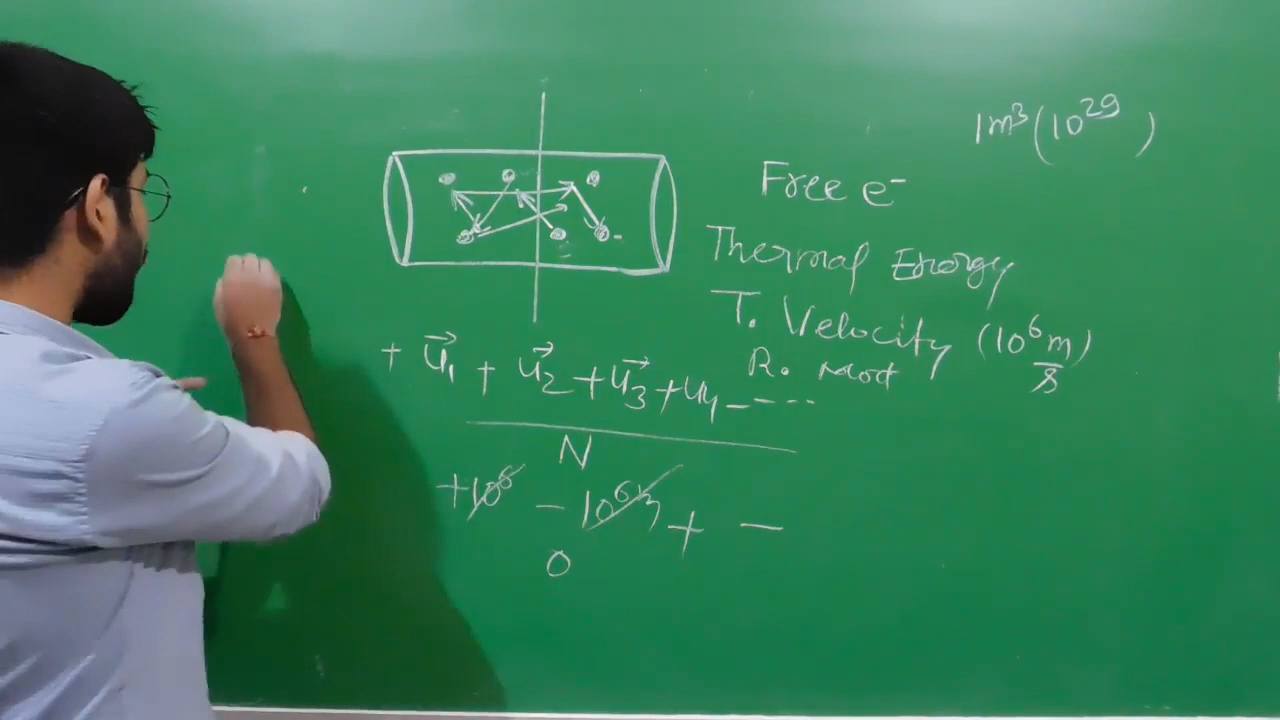 1m³(10²⁹ )
Free e⁻
Thermal Energy
T. Velocity (10⁶ m/s)
R. Mot
+ u⃗₁ + u⃗₂ + u⃗₃ + u₄ - - - - -
N
+10⁶ - 10⁶ m + -
0